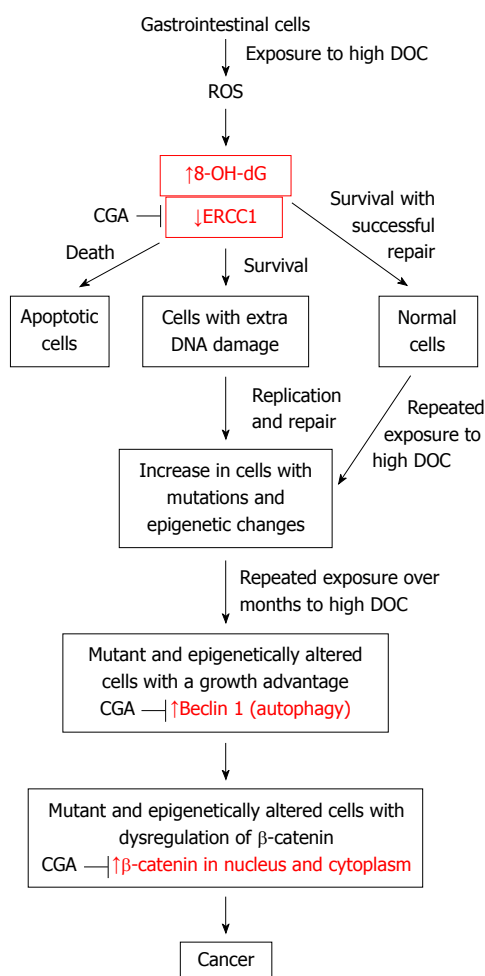 Gastrointestinal cells
Exposure to high DOC
ROS
↑8-OH-dG
CGA
↓ERCC1
Survival with
successful
repair
Death
Survival
Apoptotic
cells
Cells with extra
DNA damage
Normal
cells
Replication
and repair
Repeated
exposure to
high DOC
Increase in cells with
mutations and
epigenetic changes
Repeated exposure over
months to high DOC
Mutant and epigenetically altered
cells with a growth advantage
CGA ↑Beclin 1 (autophagy)
Mutant and epigenetically altered cells with
dysregulation of β-catenin
CGA ↑β-catenin in nucleus and cytoplasm
Cancer